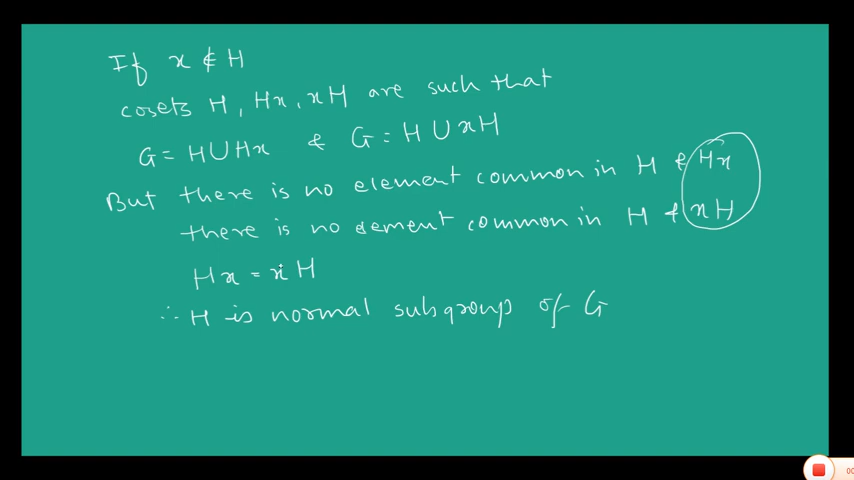 If x ∉ H
cosets H, Hx, xH are such that
G = H U Hx & G = H U xH
But there is no element common in H & Hx
there is no element common in H & xH
Hx = xH
∴ H is normal subgroup of G
00